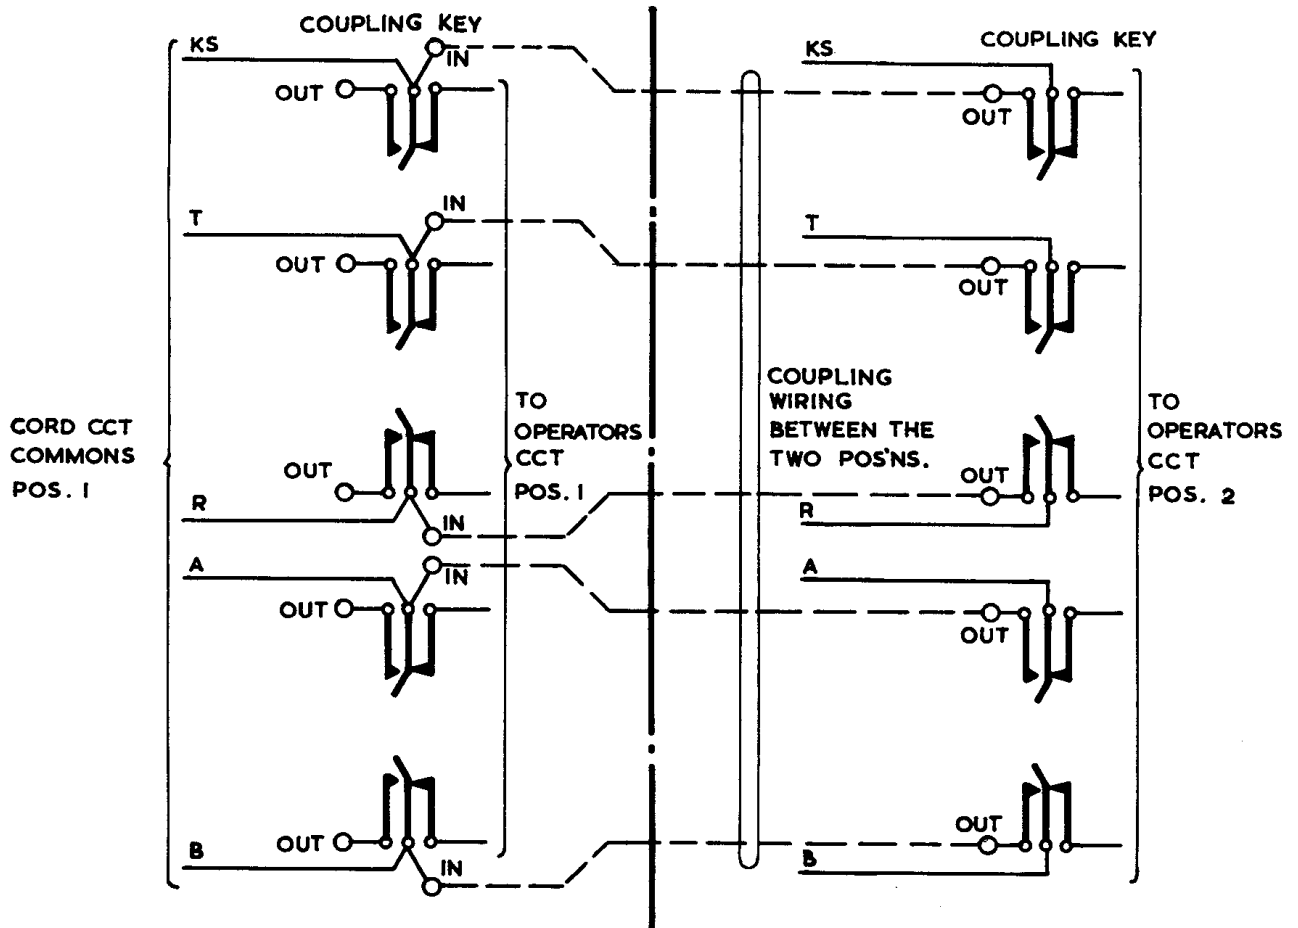 COUPLING KEY
KS
IN
OUT
T
IN
OUT
CORD CCT
COMMONS
POS. 1
OUT
R
IN
A
IN
OUT
OUT
B
IN
TO
OPERATORS
CCT
POS. 1
COUPLING
WIRING
BETWEEN THE
TWO POS'NS.
COUPLING KEY
KS
OUT
T
OUT
OUT
R
A
OUT
OUT
B
TO
OPERATORS
CCT
POS. 2